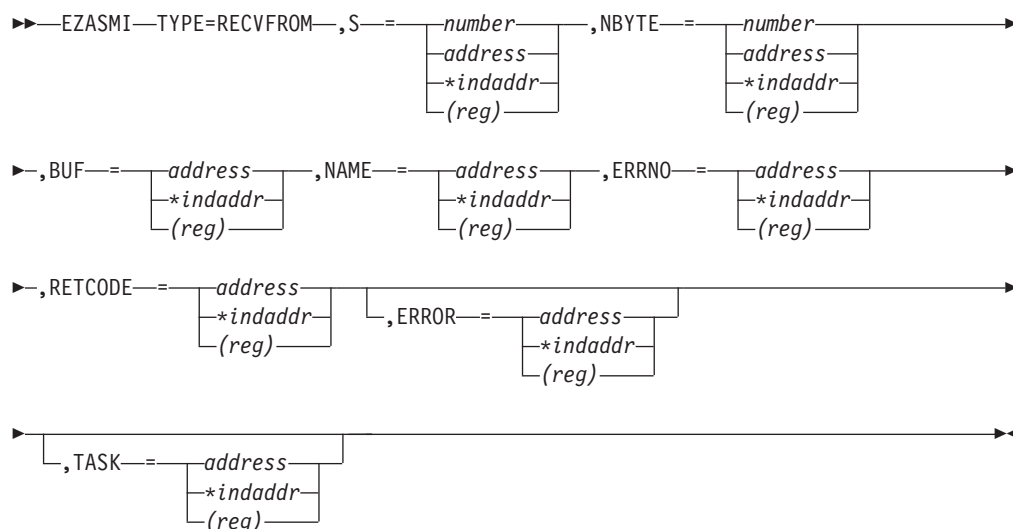 EZASMI TYPE=RECVFROM ,S = number ,NBYTE = number
address address
*indaddr *indaddr
(reg) (reg)
,BUF = address ,NAME = address ,ERRNO = address
*indaddr *indaddr *indaddr
(reg) (reg) (reg)
,RETCODE = address
*indaddr ,ERROR = address
(reg) *indaddr
(reg)
,TASK = address
*indaddr
(reg)